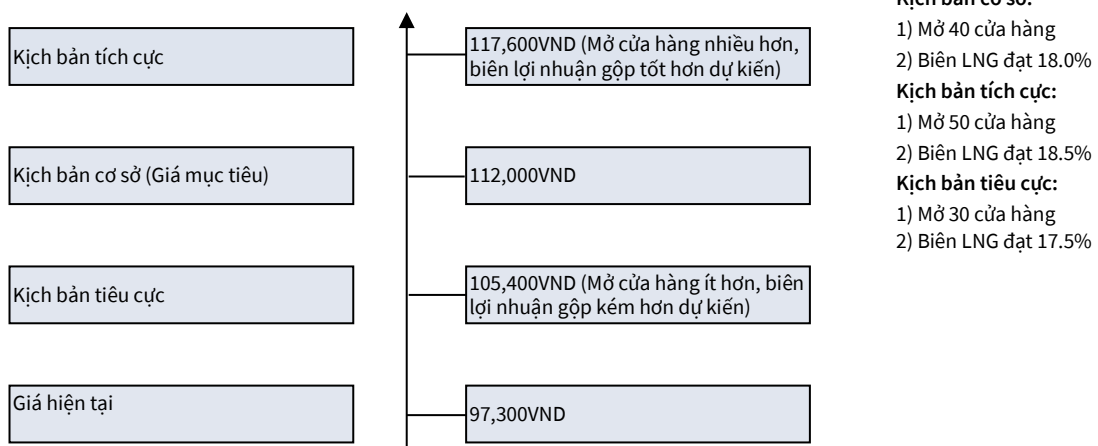 Kịch bản tích cực
117,600VND (Mở cửa hàng nhiều hơn,
biên lợi nhuận gộp tốt hơn dự kiến)
Kịch bản cơ sở (Giá mục tiêu)
112,000VND
Kịch bản tiêu cực
105,400VND (Mở cửa hàng ít hơn, biên
lợi nhuận gộp kém hơn dự kiến)
Giá hiện tại
97,300VND
Kịch bản cơ sở:
1) Mở 40 cửa hàng
2) Biên LNG đạt 18.0%
Kịch bản tích cực:
1) Mở 50 cửa hàng
2) Biên LNG đạt 18.5%
Kịch bản tiêu cực:
1) Mở 30 cửa hàng
2) Biên LNG đạt 17.5%